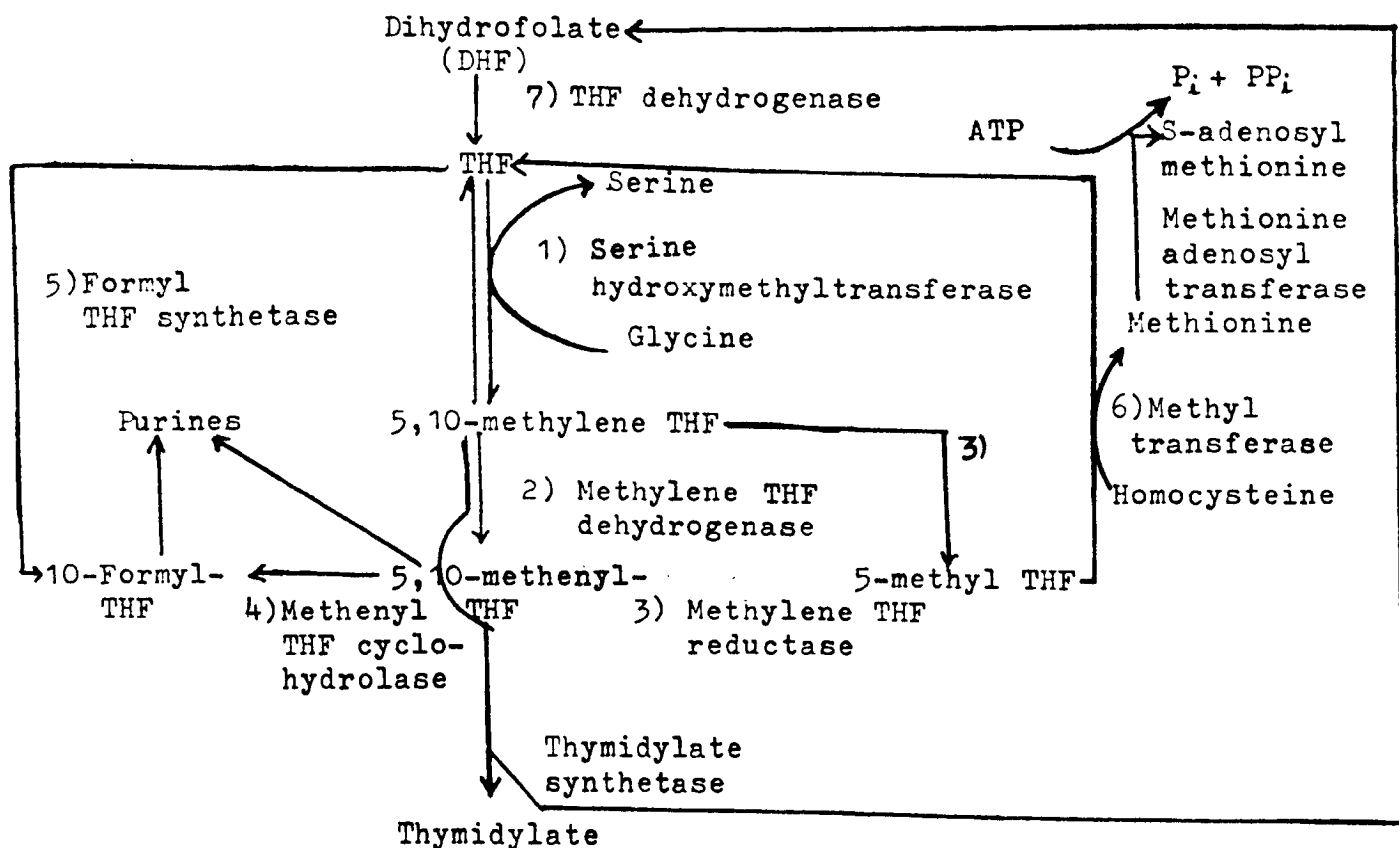 Dihydrofolate
(DHF)
7) THF dehydrogenase
Pi + PPi
ATP
S-adenosyl
methionine
THF
Serine
1) Serine
hydroxymethyltransferase
Glycine
Methionine
adenosyl
transferase
Methionine
5)Formyl
THF synthetase
Purines
5,10-methylene THF
3)
6)Methyl
transferase
Homocysteine
2) Methylene THF
dehydrogenase
10-Formyl-
THF
5,10-methenyl-
THF
5-methyl THF
4)Methenyl
THF cyclo-
hydrolase
3) Methylene THF
reductase
Thymidylate
synthetase
Thymidylate